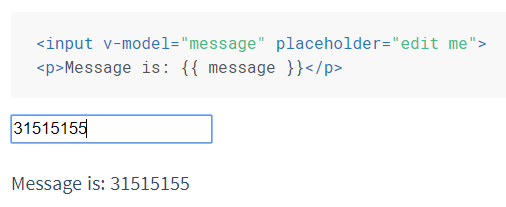 <input v-model="message" placeholder="edit me">
<p>Message is: {{ message }}</p>
31515155
Message is: 31515155